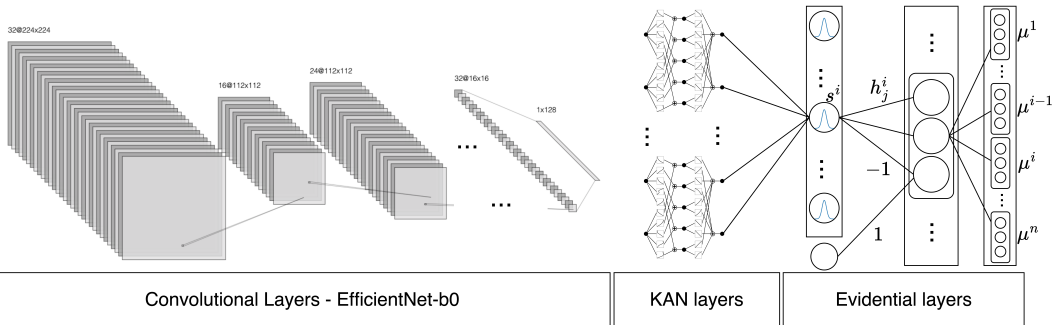 32@224x224
16@112x112
24@112x112
32@16x16
1x128
...
...
s^i
h_j^i
-1
1
μ^1
μ^{i-1}
μ^i
μ^n
Convolutional Layers - EfficientNet-b0
KAN layers
Evidential layers